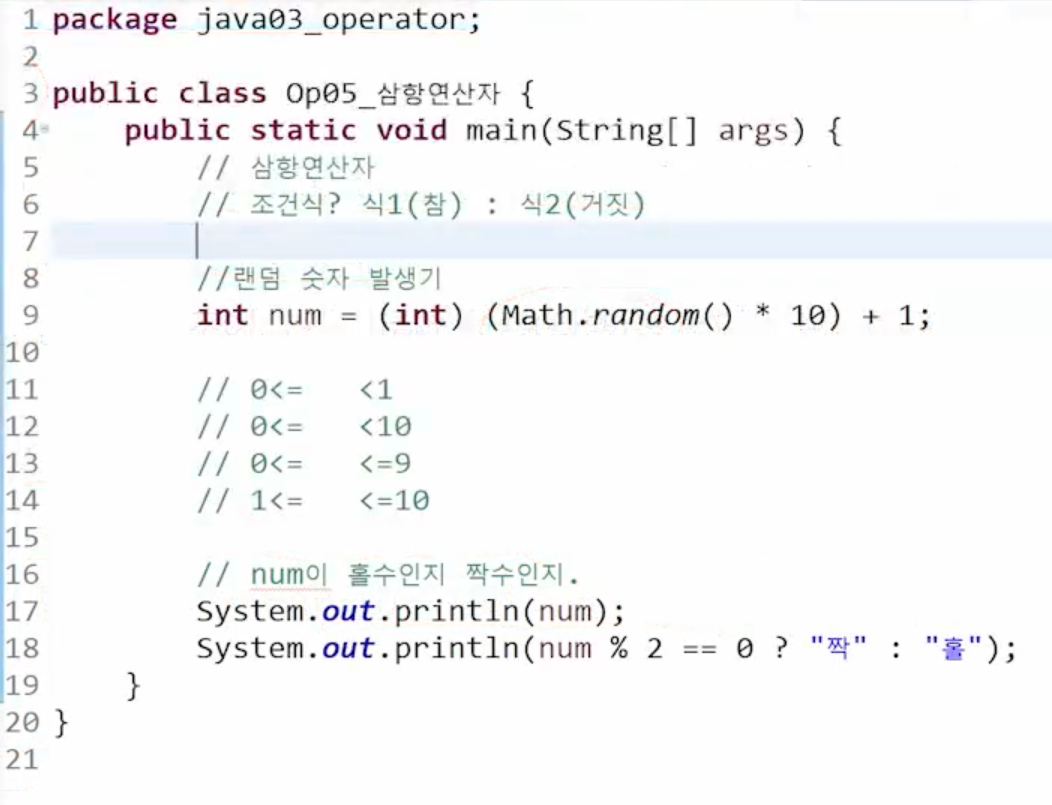 1 package java03_operator;
2
3 public class Op05_삼항연산자 {
4 public static void main(String[] args) {
5 // 삼항연산자
6 // 조건식? 식1(참) : 식2(거짓)
7
8 //랜덤 숫자 발생기
9 int num = (int) (Math.random() * 10) + 1;
10
11 // 0<= <1
12 // 0<= <10
13 // 0<= <=9
14 // 1<= <=10
15
16 // num이 홀수인지 짝수인지.
17 System.out.println(num);
18 System.out.println(num % 2 == 0 ? "짝" : "홀");
19 }
20 }
21